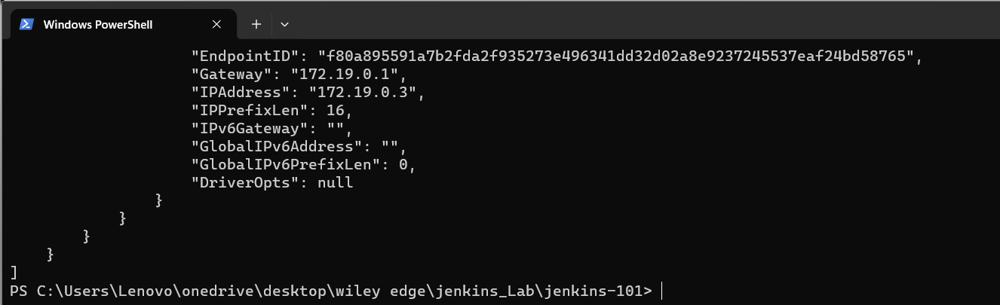 Windows PowerShell
"EndpointID": "f80a895591a7b2fda2f935273e496341dd32d02a8e9237245537eaf24bd58765",
"Gateway": "172.19.0.1",
"IPAddress": "172.19.0.3",
"IPPrefixLen": 16,
"IPv6Gateway": "",
"GlobalIPv6Address": "",
"GlobalIPv6PrefixLen": 0,
"DriverOpts": null
}
}
}
}
]
PS C:\Users\Lenovo\onedrive\desktop\wiley edge\jenkins_Lab\jenkins-101>